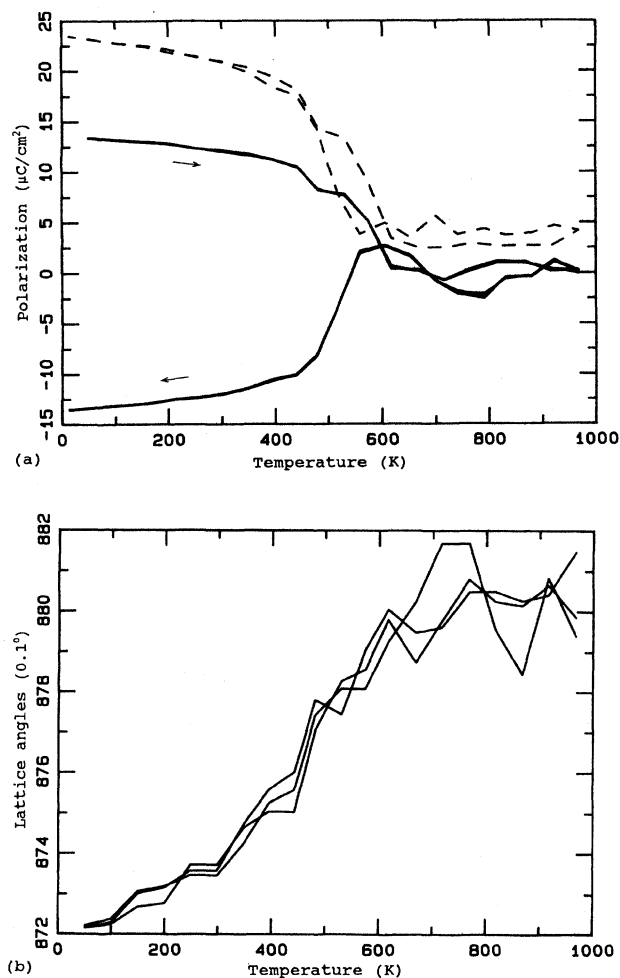 25
20
15
10
5
0
-5
-10
-15
Polarization (μC/cm²)
0 200 400 600 800 1000
(a) Temperature (K)
882
880
878
876
874
872
Lattice angles (0.1°)
0 200 400 600 800 1000
(b) Temperature (K)